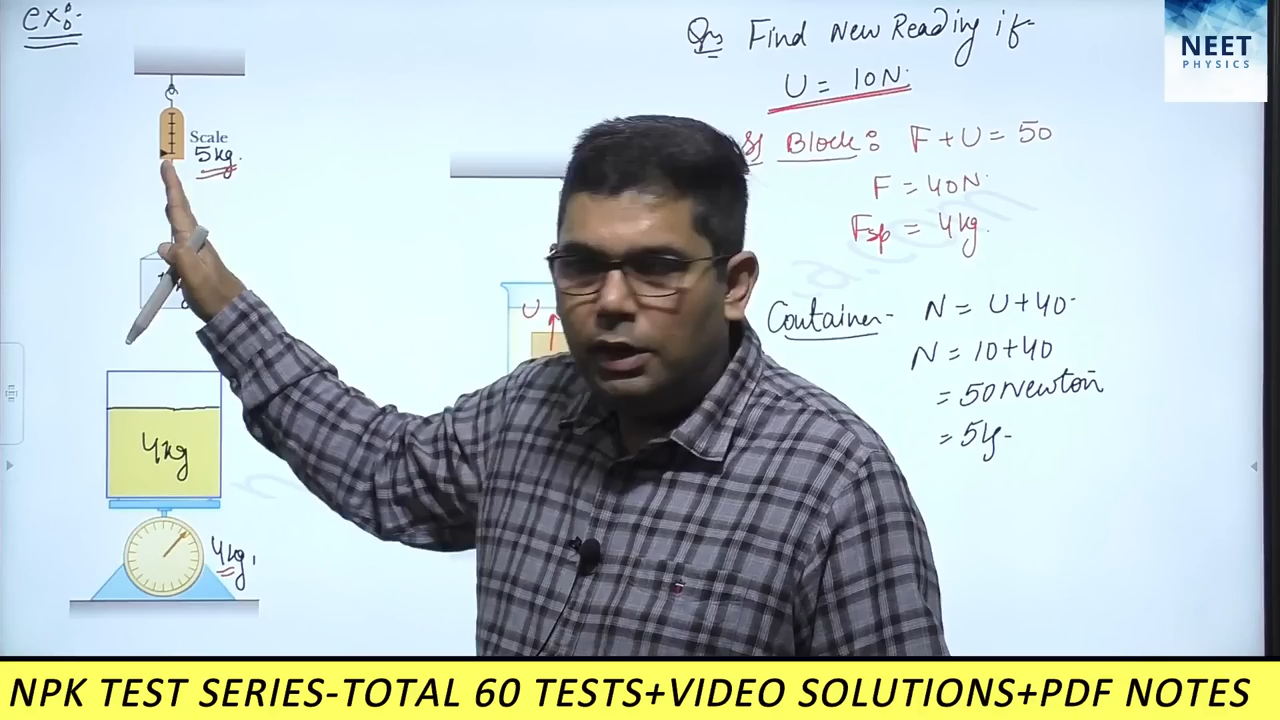 ex:-
Scale
5kg.
4kg
4kg,
U
Qs Find New Reading if-
U = 10N.
Block: F + U = 50
F = 40N.
Fsp = 4kg.
Container- N = U+40-
N = 10+40
= 50 Newton
NEET
PHYSICS
NPK TEST SERIES-TOTAL 60 TESTS+VIDEO SOLUTIONS+PDF NOTES